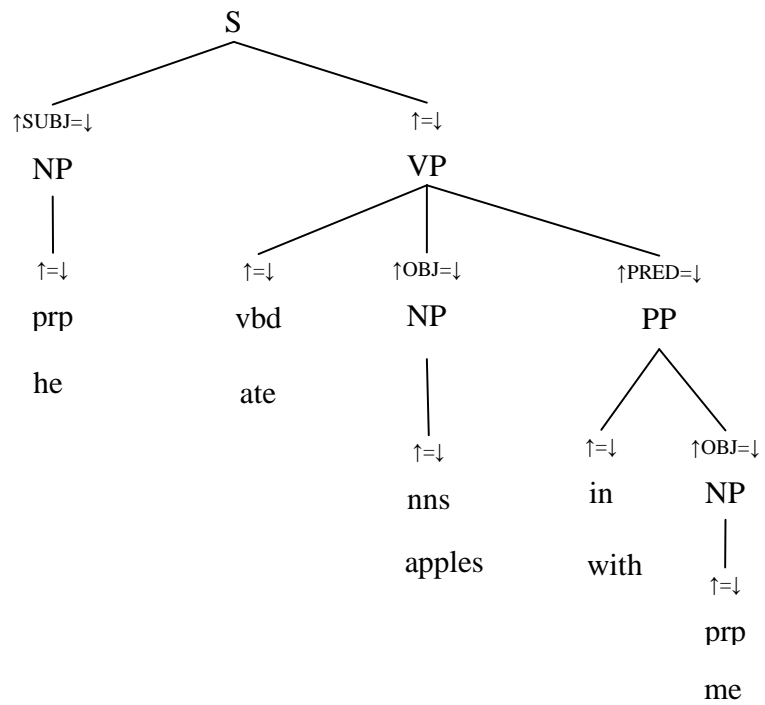 S
↑SUBJ=↓ ↑=↓
NP VP
↑=↓ ↑=↓ ↑OBJ=↓ ↑PRED=↓
prp vbd NP PP
he ate
↑=↓ ↑=↓ ↑OBJ=↓
nns in NP
apples with
↑=↓
prp
me